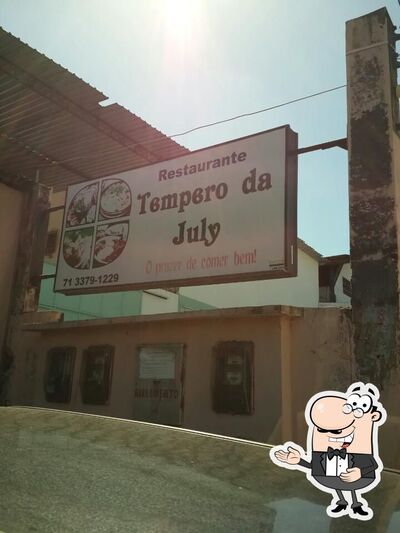 Restaurante
Tempero da
July
O prazer de comer bem!
71 3379-1229